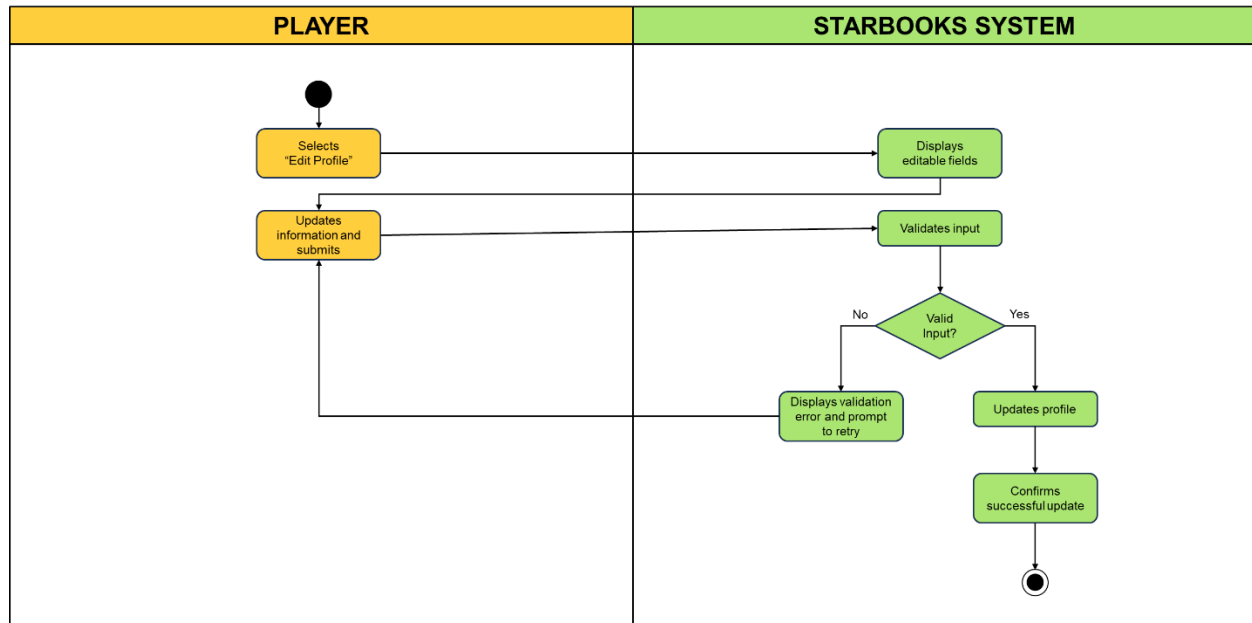 PLAYER
STARBOOKS SYSTEM
Selects
“Edit Profile”
Displays
editable fields
Updates
information and
submits
Validates input
Valid
Input?
No
Yes
Displays validation
error and prompt
to retry
Updates profile
Confirms
successful update